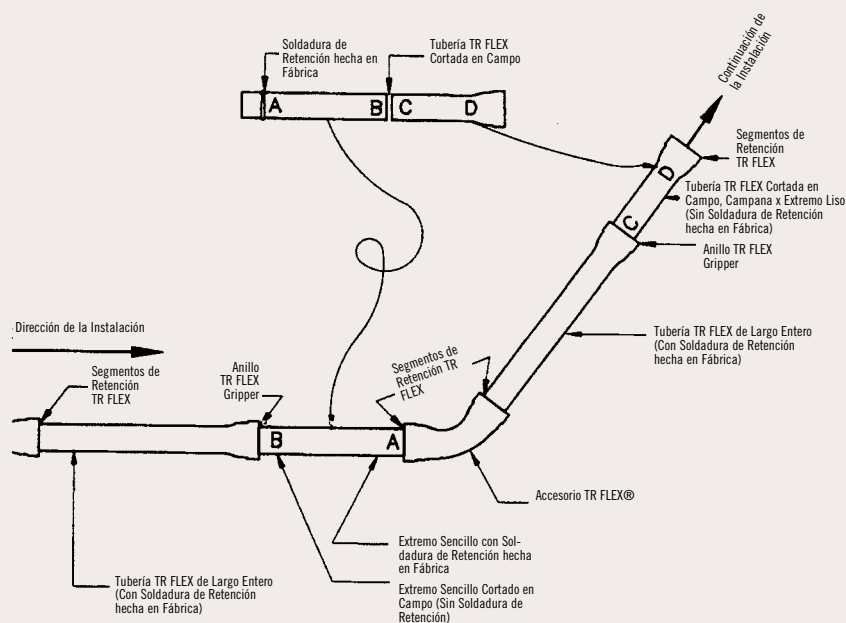 Soldadura de
Retención hecha en
Fábrica
Tubería TR FLEX
Cortada en Campo
A
B
C
D
Continuación de
la Instalación
Segmentos de
Retención
TR FLEX
D
Tubería TR FLEX Cortada en
Campo, Campana x Extremo Liso
(Sin Soldadura de Retención
hecha en Fábrica)
C
Anillo TR FLEX
Gripper
Dirección de la Instalación
Tubería TR FLEX de Largo Entero
(Con Soldadura de Retención
hecha en Fábrica)
Segmentos de
Retención
TR FLEX
Anillo
TR FLEX
Gripper
Segmentos de
Retención TR
FLEX
B
A
Accesorio TR FLEX®
Extremo Sencillo con Sol-
dadura de Retención hecha
en Fábrica
Tubería TR FLEX de Largo Entero
(Con Soldadura de Retención
hecha en Fábrica)
Extremo Sencillo Cortado en
Campo (Sin Soldadura de
Retención)